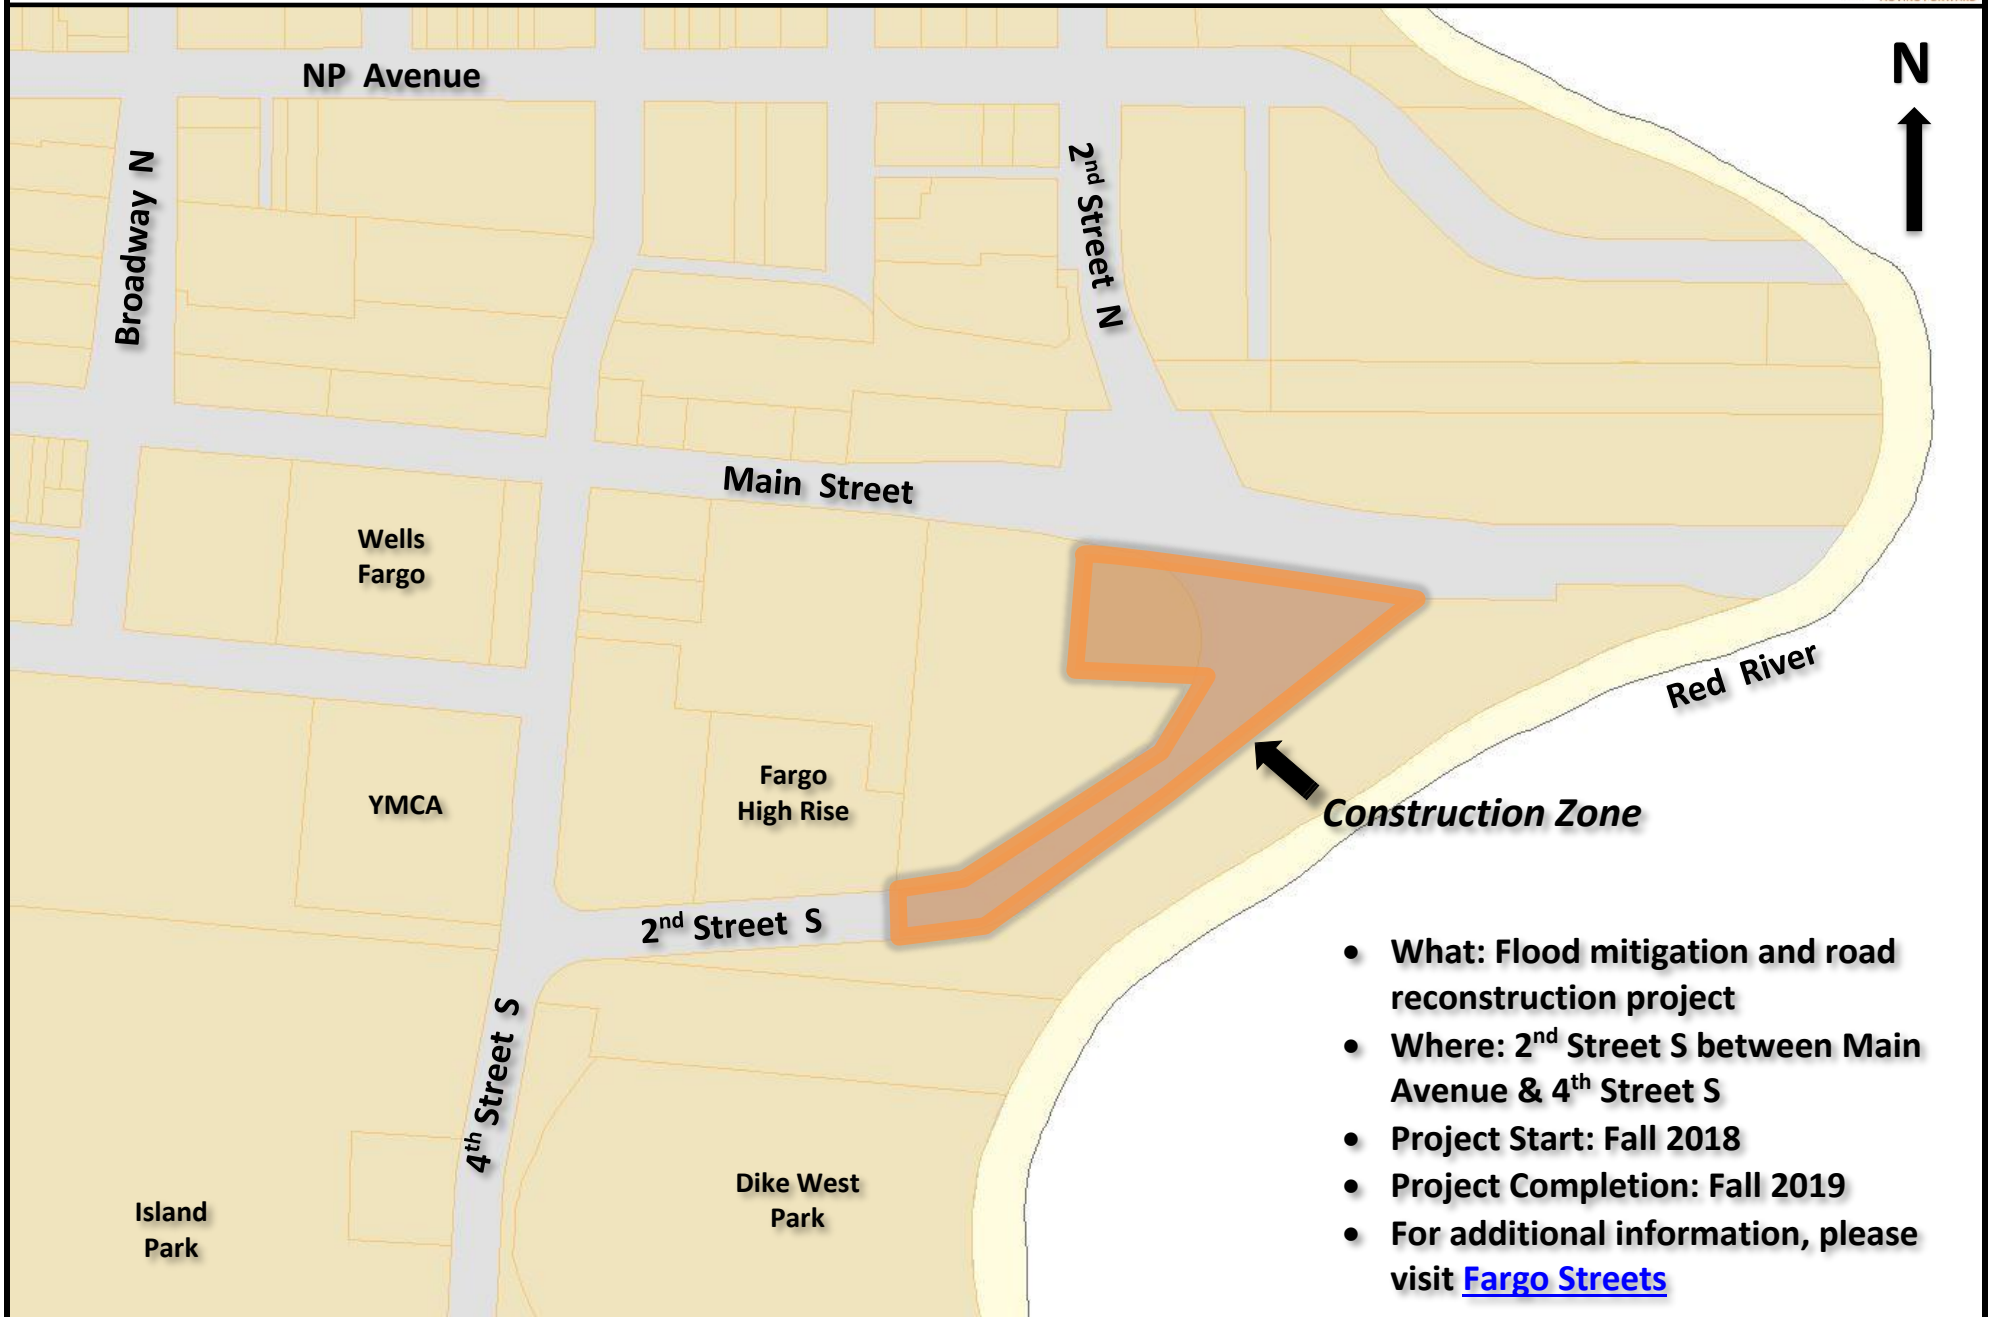 N
NP Avenue
Broadway N
2nd Street N
Main Street
Wells
Fargo
Red River
Fargo
High Rise
YMCA
Construction Zone
2nd Street S
4th Street S
Dike West
Park
Island
Park
• What: Flood mitigation and road
reconstruction project
• Where: 2nd Street S between Main
Avenue & 4th Street S
• Project Start: Fall 2018
• Project Completion: Fall 2019
• For additional information, please
visit Fargo Streets